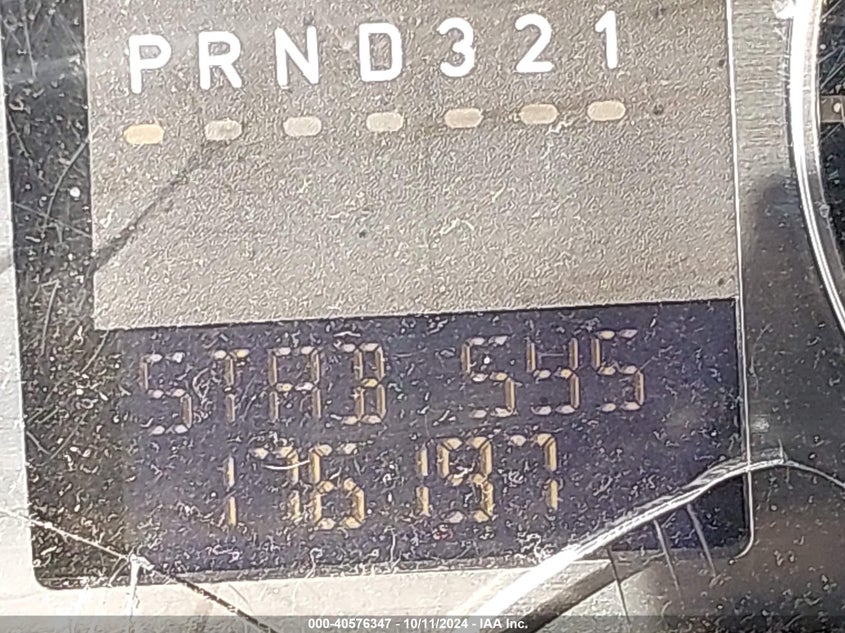 PRND321
STAB SYS
176197
000-40576347 - 10/11/2024 - IAA Inc.